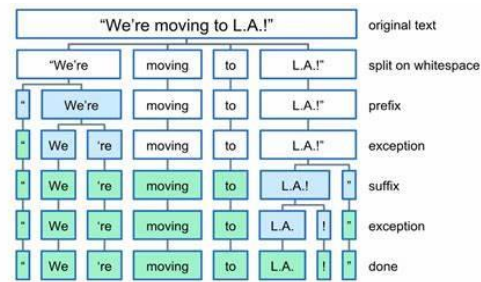 “We’re moving to L.A.!” original text
“We’re moving to L.A.!” split on whitespace
“ We’re moving to L.A.!” prefix
“ We ’re moving to L.A.!” exception
“ We ’re moving to L.A.! ” suffix
“ We ’re moving to L.A. ! ” exception
“ We ’re moving to L.A. ! ” done